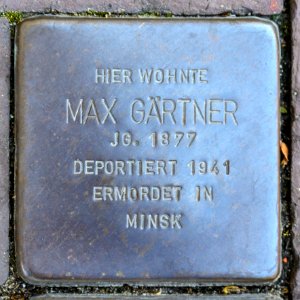 HIER WOHNTE
MAX GÄRTNER
JG. 1877
DEPORTIERT 1941
ERMORDET IN
MINSK